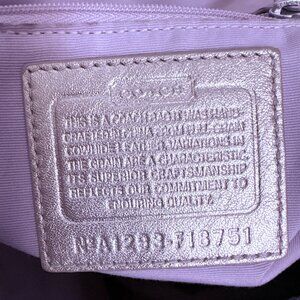 COACH
THIS IS A COACH BAG. IT WAS HAND-
CRAFTED IN CHINA FROM FULL GRAIN
COWHIDE LEATHER. VARIATIONS IN
THE GRAIN ARE A CHARACTERISTIC.
ITS SUPERIOR CRAFTSMANSHIP
REFLECTS OUR COMMITMENT TO
ENDURING QUALITY.
NºA1293-713751